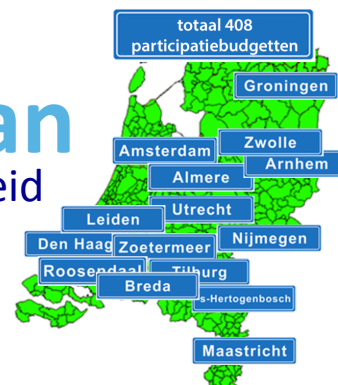 totaal 408
participatiebudgetten
Groningen
an
Zwolle
Amsterdam
Arnhem
Almere
eid
Utrecht
Leiden
Nijmegen
Den Haag
Zoetermeer
Roosendaal
Tilburg
Breda
s-Hertogenbosch
Maastricht